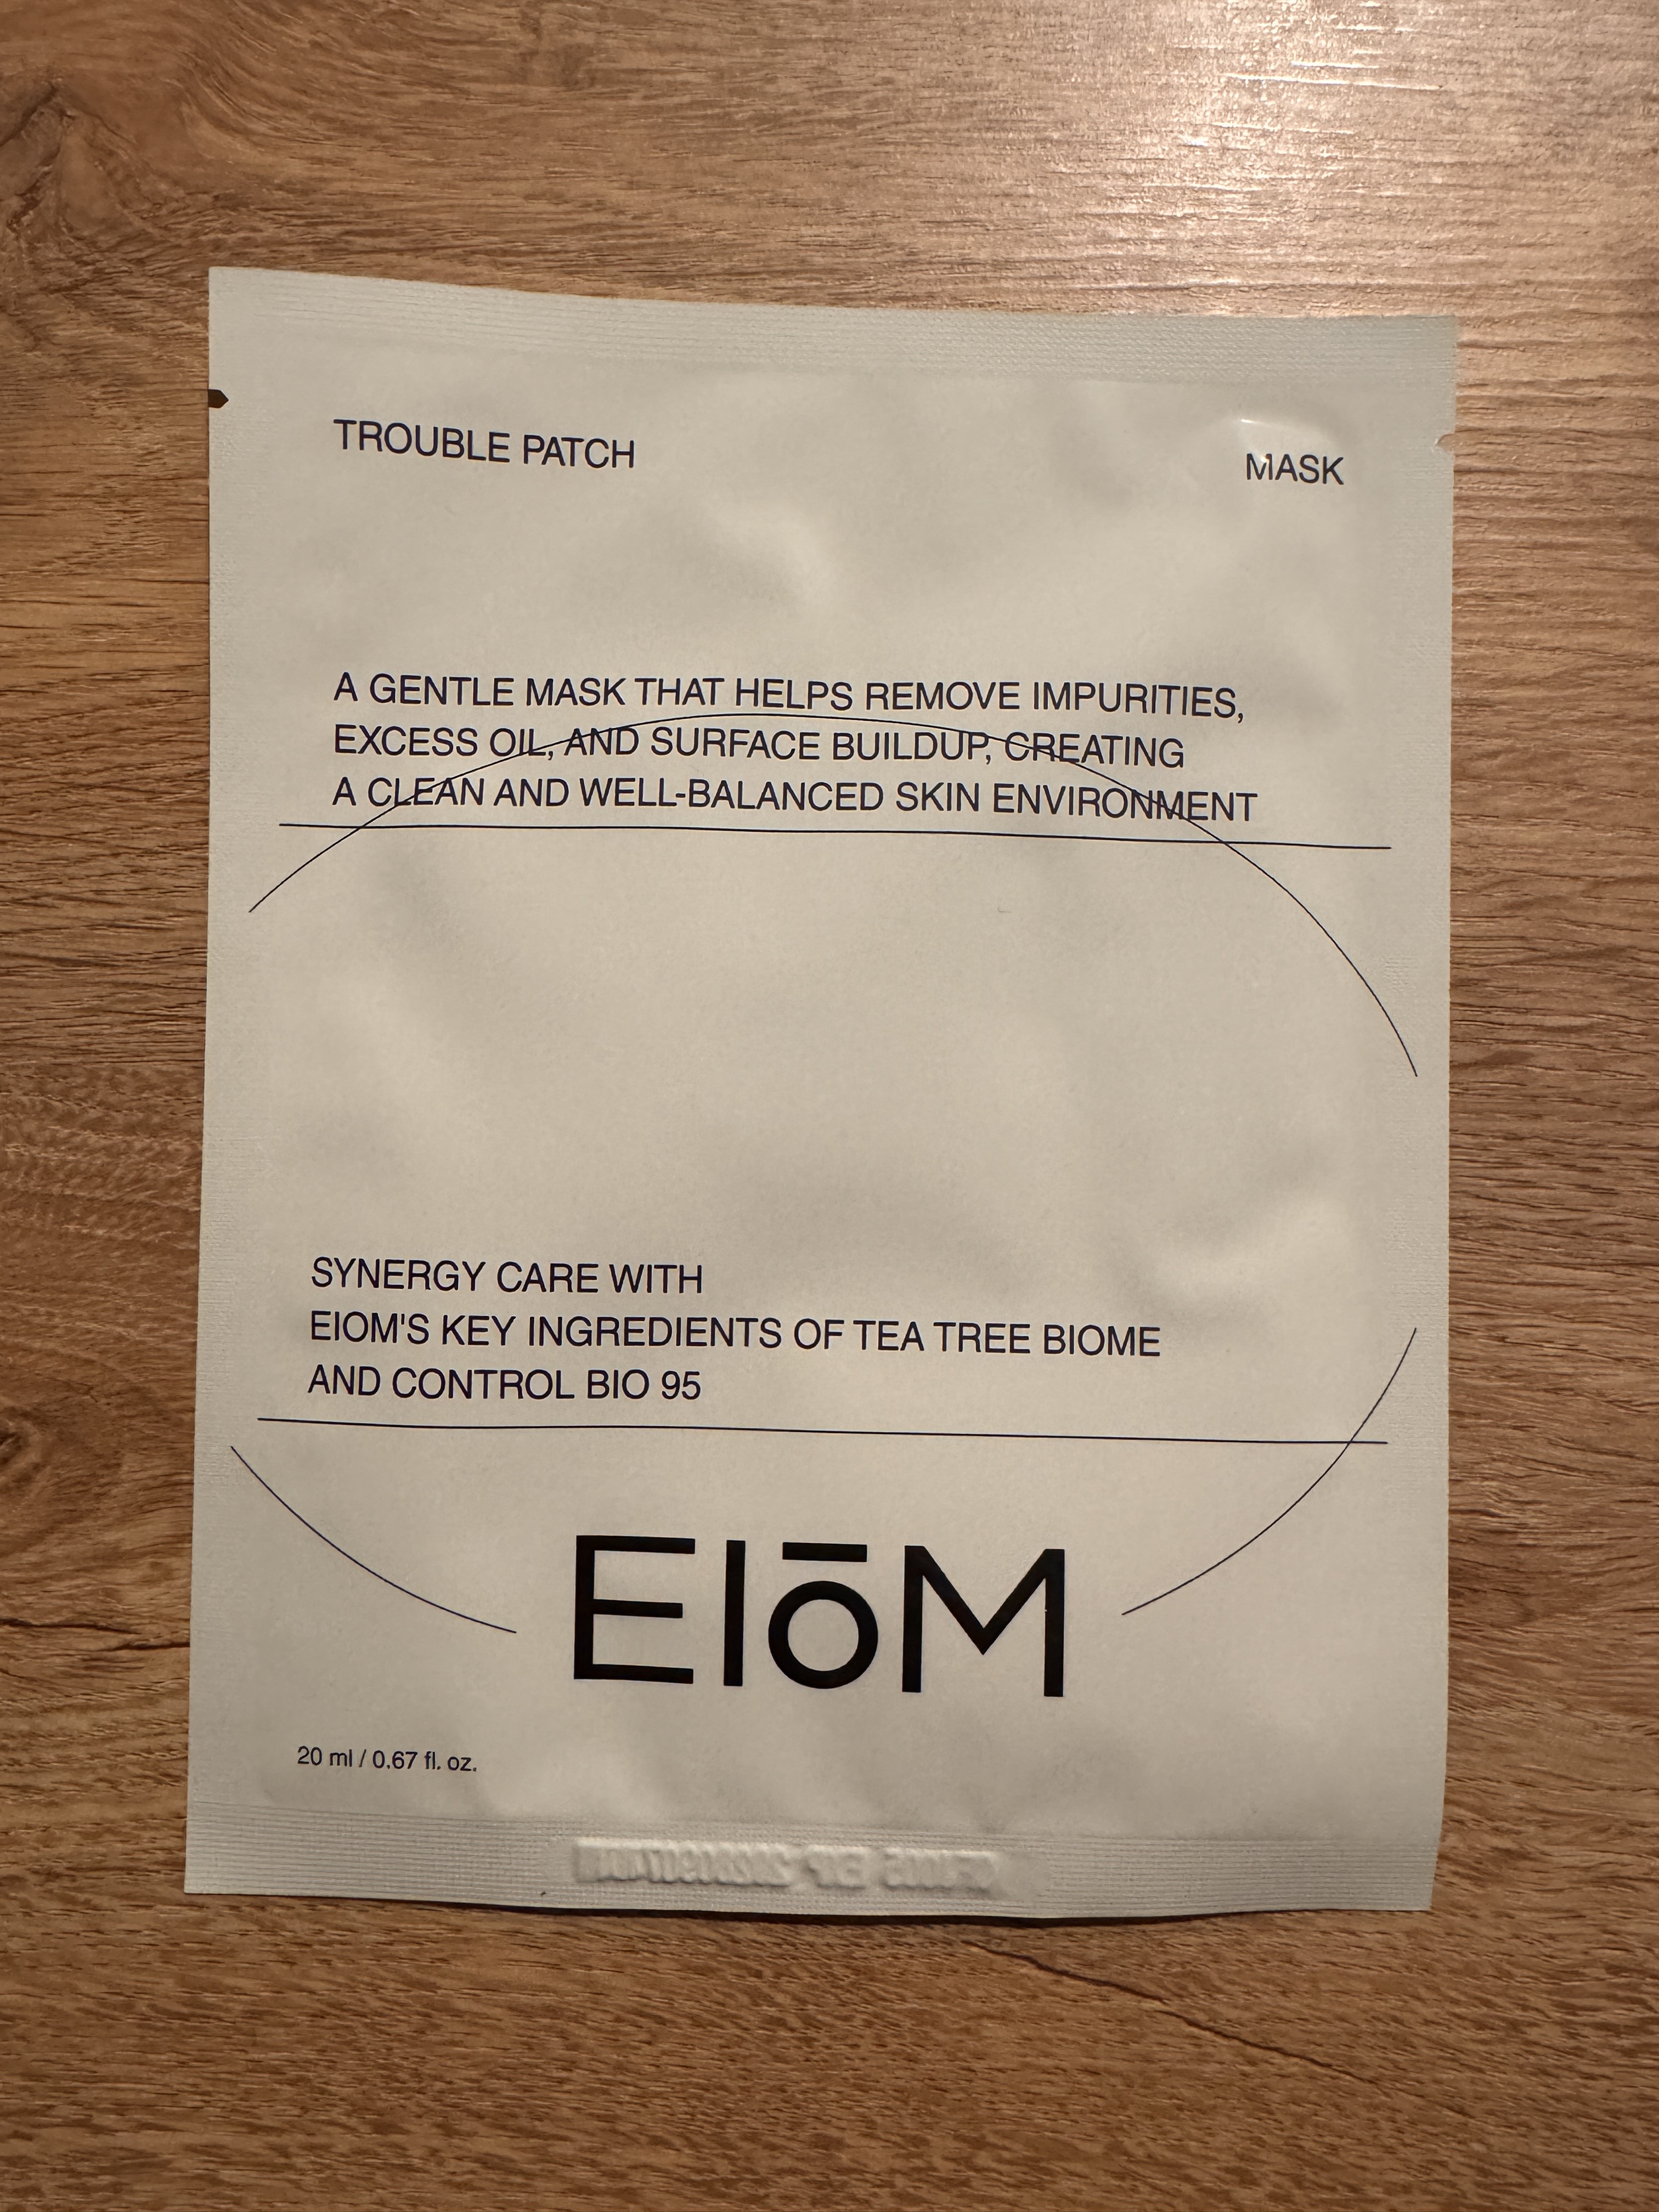 TROUBLE PATCH
MASK
A GENTLE MASK THAT HELPS REMOVE IMPURITIES,
EXCESS OIL, AND SURFACE BUILDUP, CREATING
A CLEAN AND WELL-BALANCED SKIN ENVIRONMENT
SYNERGY CARE WITH
EIOM'S KEY INGREDIENTS OF TEA TREE BIOME
AND CONTROL BIO 95
EIōM
20 ml / 0.67 fl. oz.